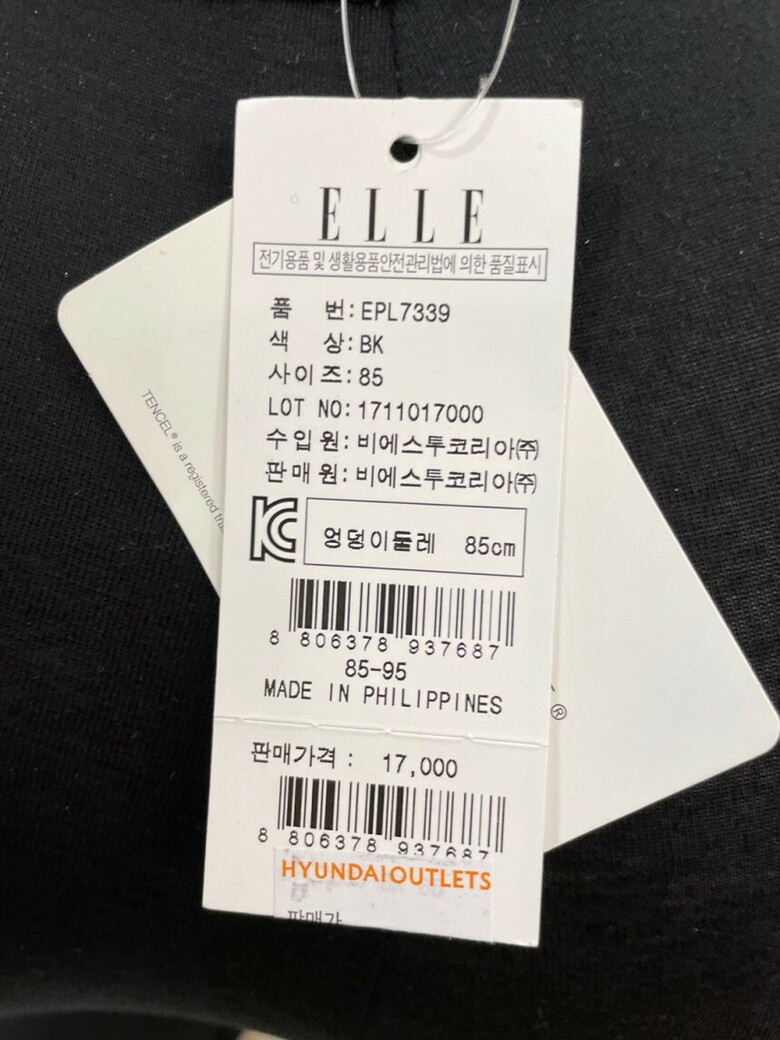 ELLE
전기용품 및 생활용품안전관리법에 의한 품질표시
품 번: EPL7339
색 상: BK
사이즈: 85
LOT NO: 1711017000
수입원: 비에스투코리아㈜
판매원: 비에스투코리아㈜
KC
엉덩이둘레 85cm
8 806378 937687
85-95
MADE IN PHILIPPINES
판매가격 : 17,000
8 806378 937687
HYUNDAI OUTLETS
판매가
TENCEL® is a registered
®